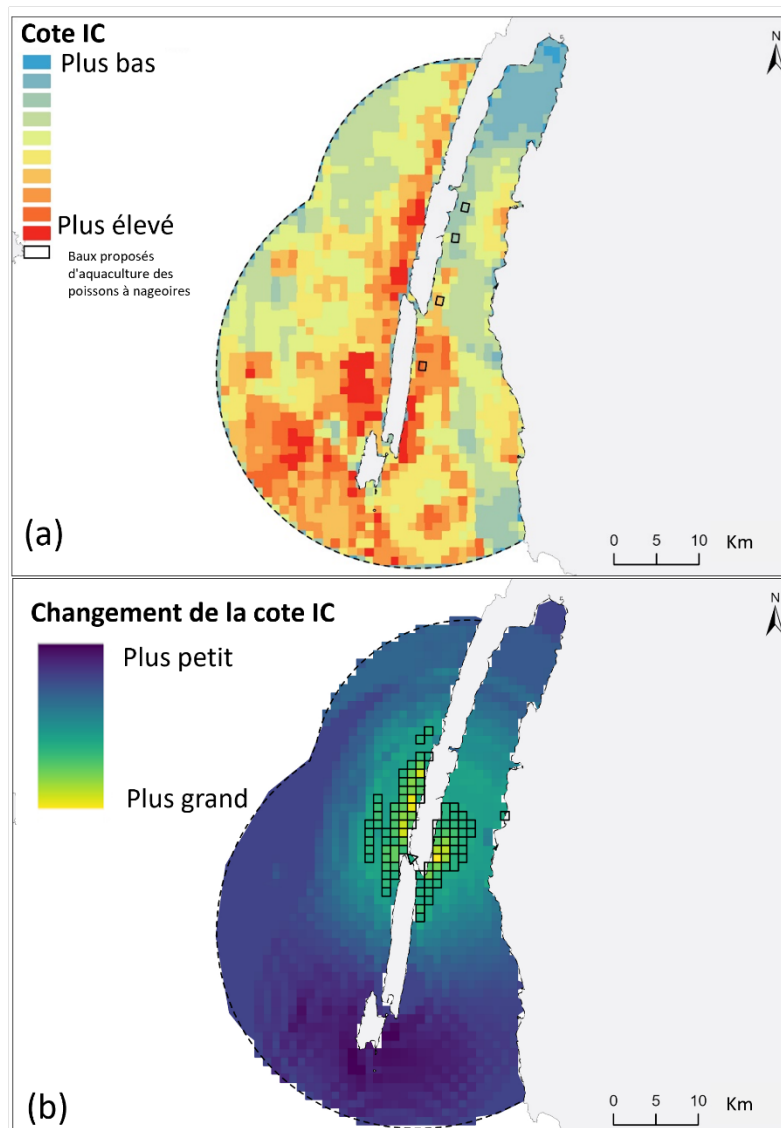 Cote IC
Plus bas
Plus élevé
Baux proposés
d'aquaculture des
poissons à nageoires
N
(a)
0 5 10 Km
Changement de la cote IC
Plus petit
Plus grand
N
(b)
0 5 10 Km